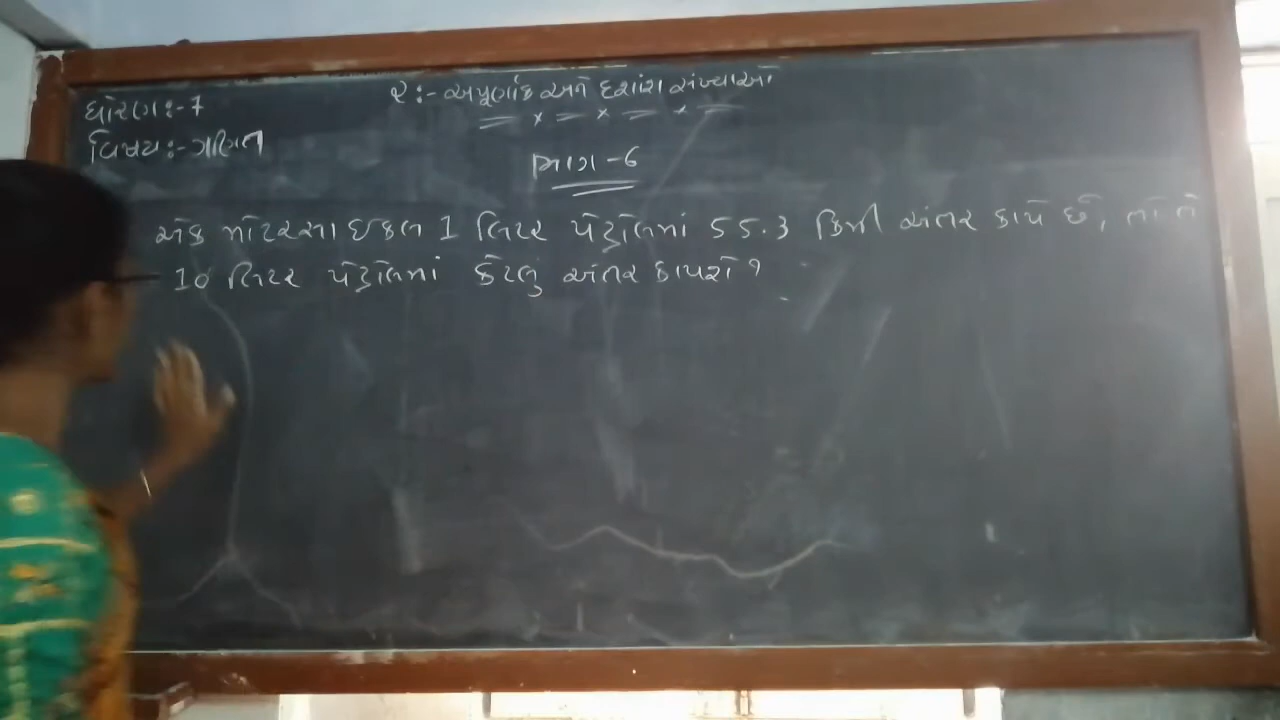 ધોરણ:- 7
વિષય:- ગણિત
૨:- અપૂર્ણાંક અને દશાંશ સંખ્યાઓ
ભાગ - 6
એક મોટરસાઇકલ 1 લિટર પેટ્રોલમાં 55.3 કિમી અંતર કાપે છે, તો તે
10 લિટર પેટ્રોલમાં કેટલું અંતર કાપશે ?